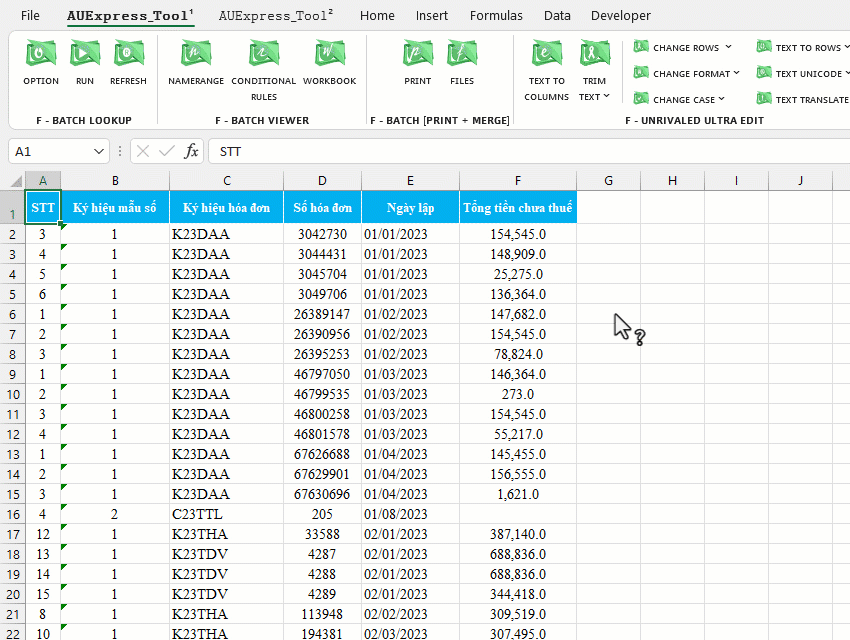 File AUExpress_Tool¹ AUExpress_Tool² Home Insert Formulas Data Developer
OPTION RUN REFRESH
F - BATCH LOOKUP
NAMERANGE CONDITIONAL RULES WORKBOOK
F - BATCH VIEWER
PRINT FILES
F - BATCH [PRINT + MERGE]
TEXT TO COLUMNS TRIM TEXT
CHANGE ROWS TEXT TO ROWS
CHANGE FORMAT TEXT UNICODE
CHANGE CASE TEXT TRANSLATE
F - UNRIVALED ULTRA EDIT
A1 fx STT
A B C D E F G H I J
1 STT Ký hiệu mẫu số Ký hiệu hóa đơn Số hóa đơn Ngày lập Tổng tiền chưa thuế
2 3 1 K23DAA 3042730 01/01/2023 154,545.0
3 4 1 K23DAA 3044431 01/01/2023 148,909.0
4 5 1 K23DAA 3045704 01/01/2023 25,275.0
5 6 1 K23DAA 3049706 01/01/2023 136,364.0
6 1 1 K23DAA 26389147 01/02/2023 147,682.0
7 2 1 K23DAA 26390956 01/02/2023 154,545.0
8 3 1 K23DAA 26395253 01/02/2023 78,824.0
9 1 1 K23DAA 46797050 01/03/2023 146,364.0
10 2 1 K23DAA 46799535 01/03/2023 273.0
11 3 1 K23DAA 46800258 01/03/2023 154,545.0
12 4 1 K23DAA 46801578 01/03/2023 55,217.0
13 1 1 K23DAA 67626688 01/04/2023 145,455.0
14 2 1 K23DAA 67629901 01/04/2023 156,555.0
15 3 1 K23DAA 67630696 01/04/2023 1,621.0
16 4 2 C23TTL 205 01/08/2023
17 12 1 K23THA 33588 02/01/2023 387,140.0
18 13 1 K23TDV 4287 02/01/2023 688,836.0
19 14 1 K23TDV 4288 02/01/2023 688,836.0
20 15 1 K23TDV 4289 02/01/2023 344,418.0
21 8 1 K23THA 113948 02/02/2023 309,519.0
22 10 1 K23THA 194381 02/03/2023 307,495.0